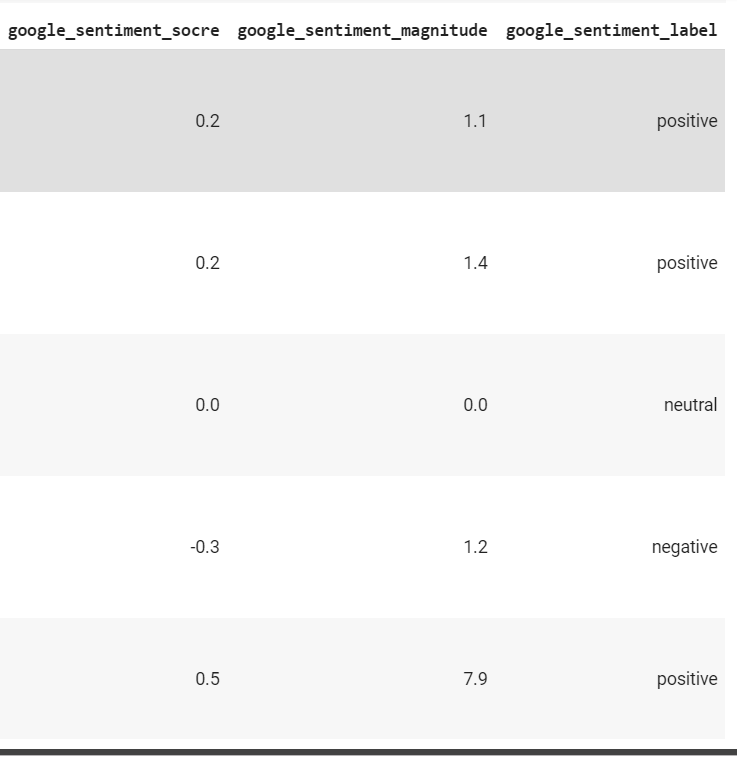 google_sentiment_socre google_sentiment_magnitude google_sentiment_label
0.2 1.1 positive
0.2 1.4 positive
0.0 0.0 neutral
-0.3 1.2 negative
0.5 7.9 positive